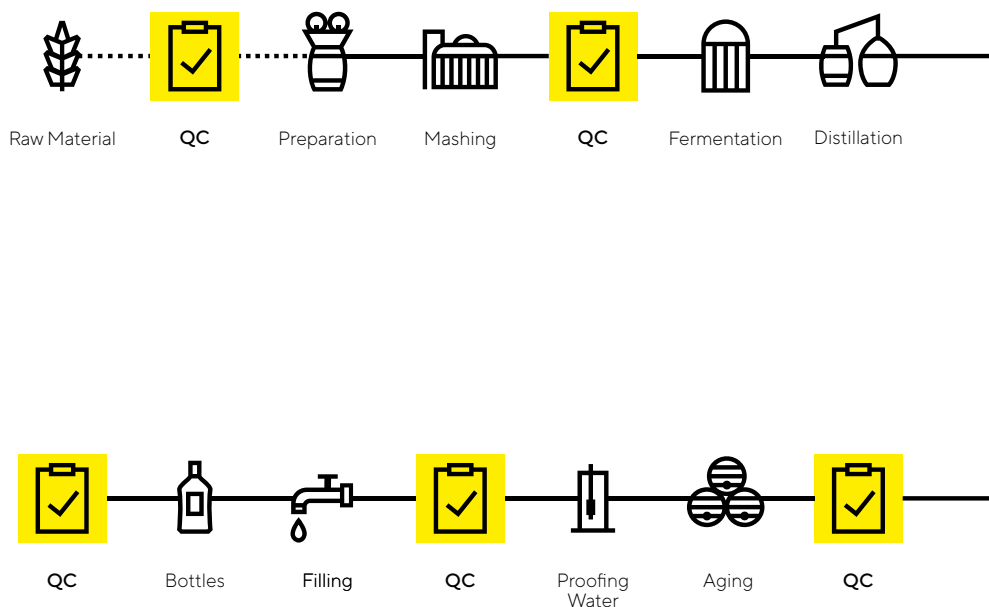 Raw Material
QC
Preparation
Mashing
QC
Fermentation
Distillation
QC
Bottles
Filling
QC
Proofing
Water
Aging
QC